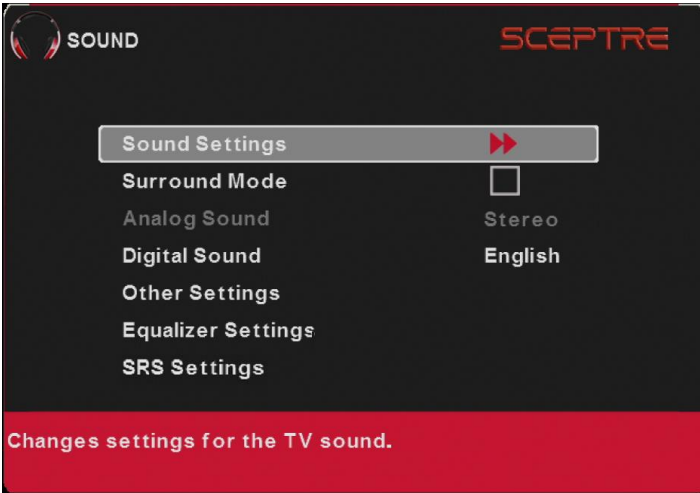 SOUND SCEPTRE
Sound Settings
Surround Mode
Analog Sound Stereo
Digital Sound English
Other Settings
Equalizer Settings
SRS Settings
Changes settings for the TV sound.